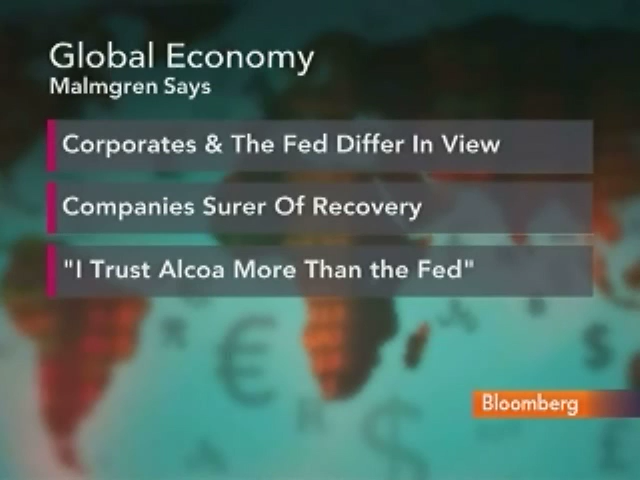 Global Economy
Malmgren Says
Corporates & The Fed Differ In View
Companies Surer Of Recovery
"I Trust Alcoa More Than the Fed"
€
$
Bloomberg
$
£